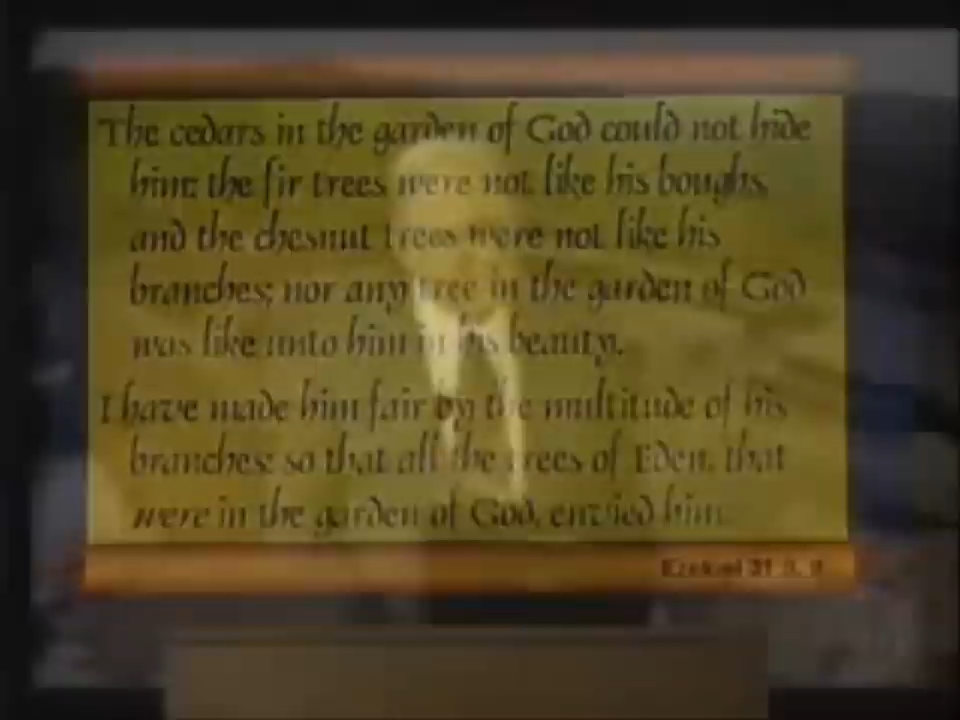 The cedars in the garden of God could not hide
him: the fir trees were not like his boughs,
and the chesnut trees were not like his
branches; nor any tree in the garden of God
was like unto him in his beauty.
I have made him fair by the multitude of his
branches: so that all the trees of Eden, that
were in the garden of God, envied him.
Ezekiel 31:8, 9